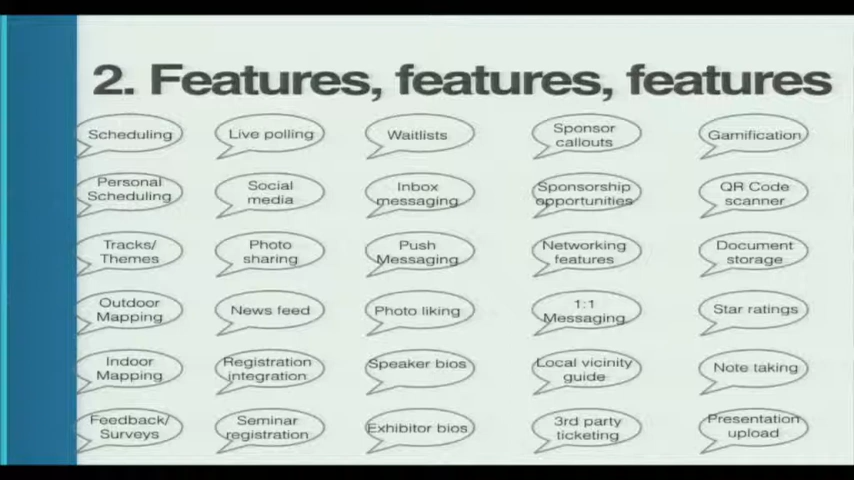 2. Features, features, features
Scheduling
Live polling
Waitlists
Sponsor
callouts
Gamification
Personal
Scheduling
Social
media
Inbox
messaging
Sponsorship
opportunities
QR Code
scanner
Tracks/
Themes
Photo
sharing
Push
Messaging
Networking
features
Document
storage
Outdoor
Mapping
News feed
Photo liking
1:1
Messaging
Star ratings
Indoor
Mapping
Registration
integration
Speaker bios
Local vicinity
guide
Note taking
Feedback/
Surveys
Seminar
registration
Exhibitor bios
3rd party
ticketing
Presentation
upload